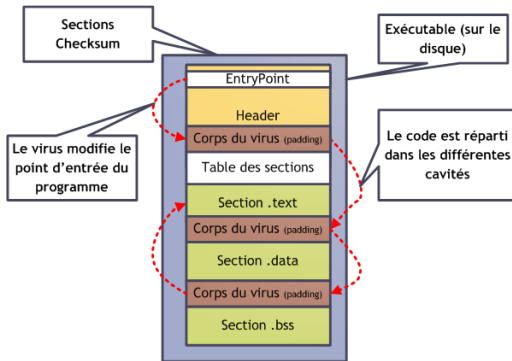 Sections
Checksum
Exécutable (sur le
disque)
EntryPoint
Header
Corps du virus (padding)
Le virus modifie le
point d'entrée du
programme
Le code est réparti
dans les différentes
cavités
Table des sections
Section .text
Corps du virus (padding)
Section .data
Corps du virus (padding)
Section .bss